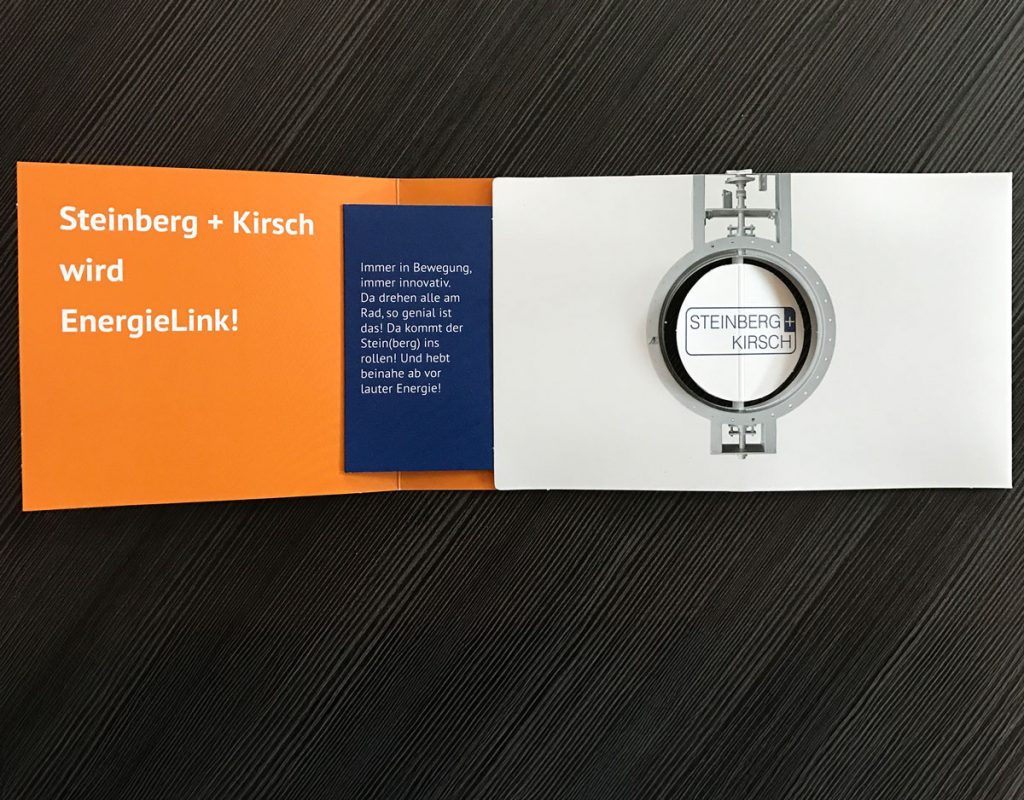 Steinberg + Kirsch
wird
EnergieLink!
Immer in Bewegung,
immer innovativ.
Da drehen alle am
Rad, so genial ist
das! Da kommt der
Stein(berg) ins
rollen! Und hebt
beinahe ab vor
lauter Energie!
STEINBERG +
KIRSCH